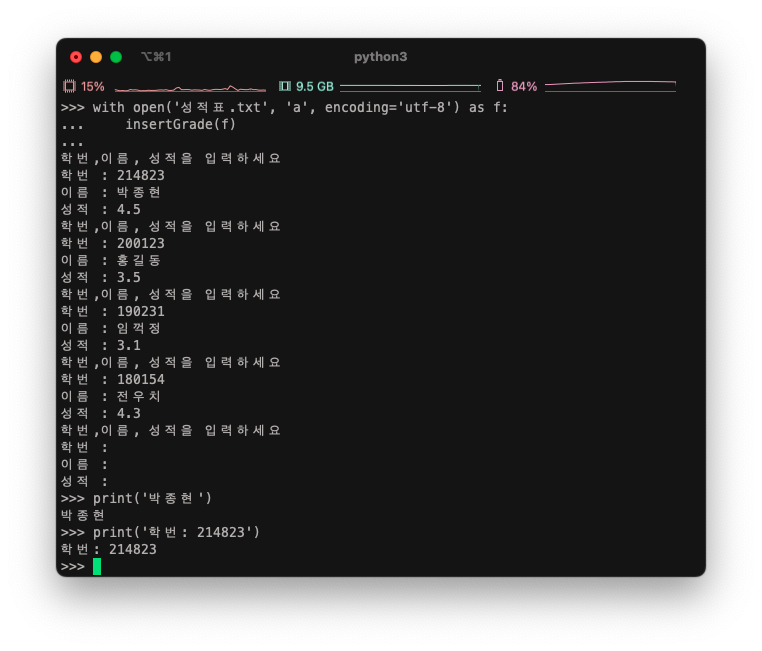 ⌥⌘1 python3
15% 9.5 GB 84%
>>> with open('성적표.txt', 'a', encoding='utf-8') as f:
...     insertGrade(f)
...
학번,이름, 성적을 입력하세요
학번 : 214823
이름 : 박종현
성적 : 4.5
학번,이름, 성적을 입력하세요
학번 : 200123
이름 : 홍길동
성적 : 3.5
학번,이름, 성적을 입력하세요
학번 : 190231
이름 : 임꺽정
성적 : 3.1
학번,이름, 성적을 입력하세요
학번 : 180154
이름 : 전우치
성적 : 4.3
학번,이름, 성적을 입력하세요
학번 :
이름 :
성적 :
>>> print('박종현')
박종현
>>> print('학번: 214823')
학번: 214823
>>>